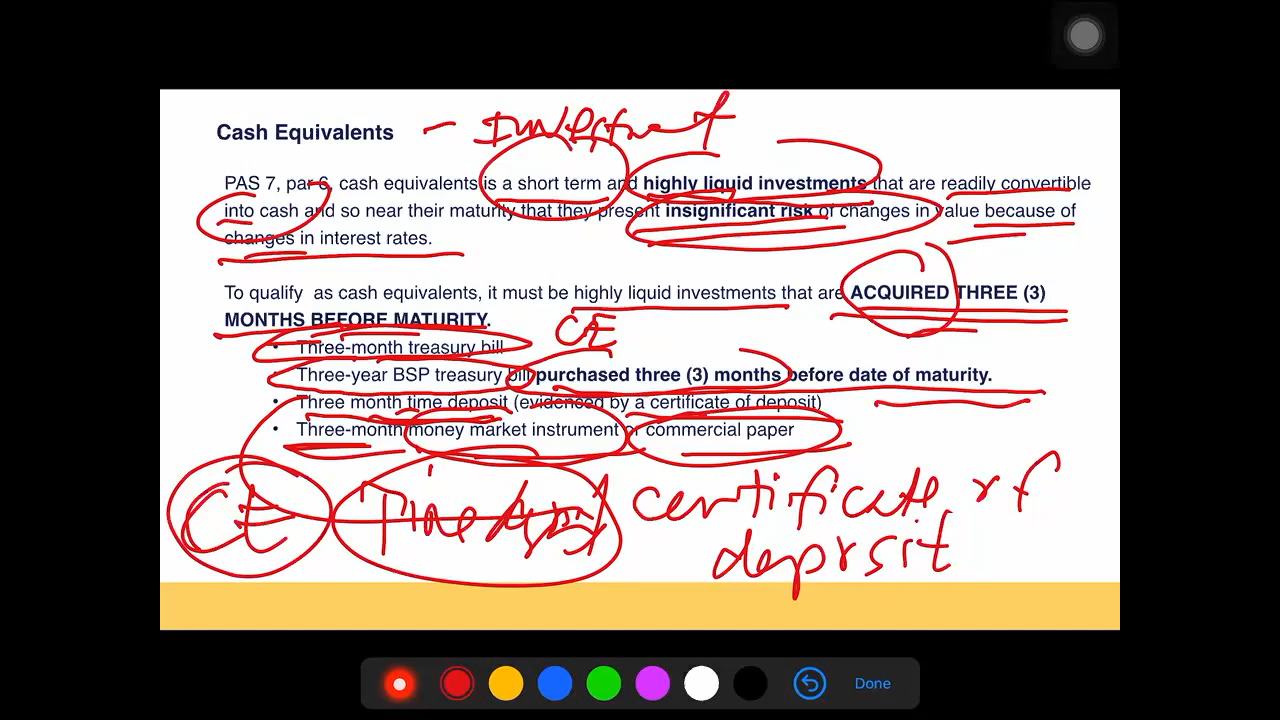 Cash Equivalents - Investment
PAS 7, par 6, cash equivalents is a short term and highly liquid investments that are readily convertible
into cash and so near their maturity that they present insignificant risk of changes in value because of
changes in interest rates.
To qualify as cash equivalents, it must be highly liquid investments that are ACQUIRED THREE (3)
MONTHS BEFORE MATURITY.
CE
• Three-month treasury bill
• Three-year BSP treasury bill purchased three (3) months before date of maturity.
• Three month time deposit (evidenced by a certificate of deposit)
• Three-month money market instrument or commercial paper
CE Time deposit certificate of
deposit
Done